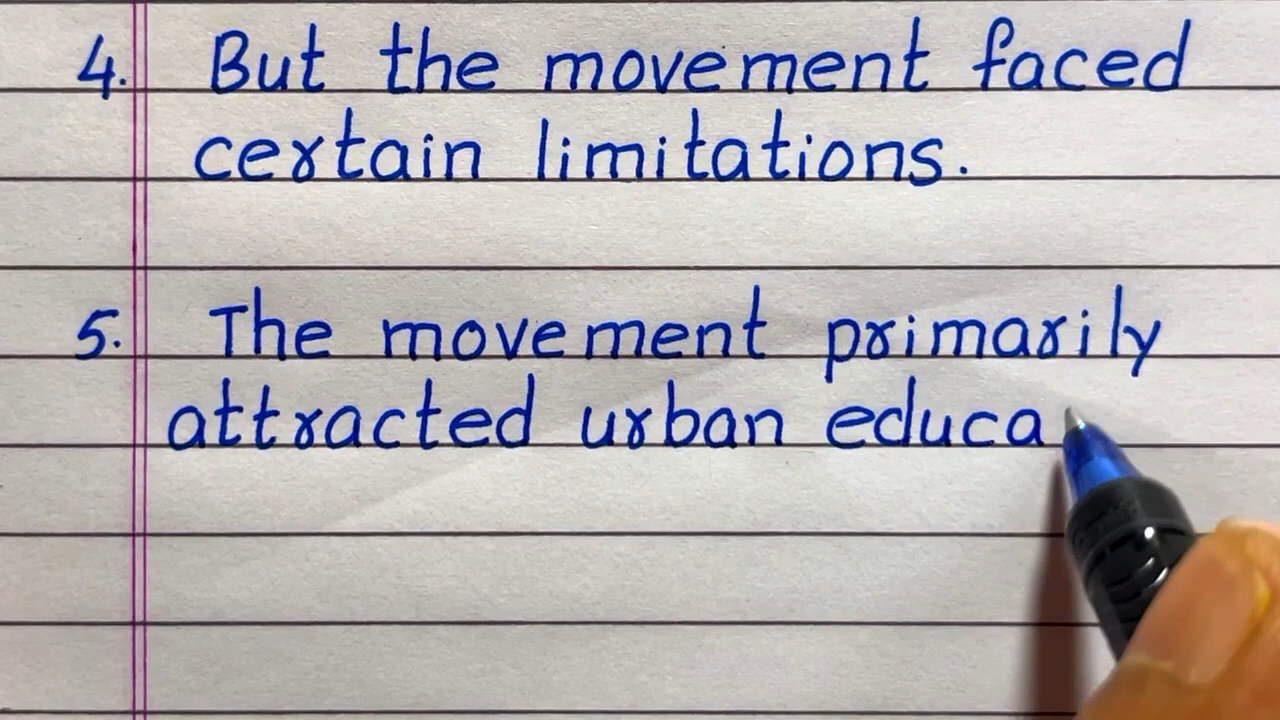 4. But the movement faced
certain limitations.
5. The movement primarily
attracted urban educa